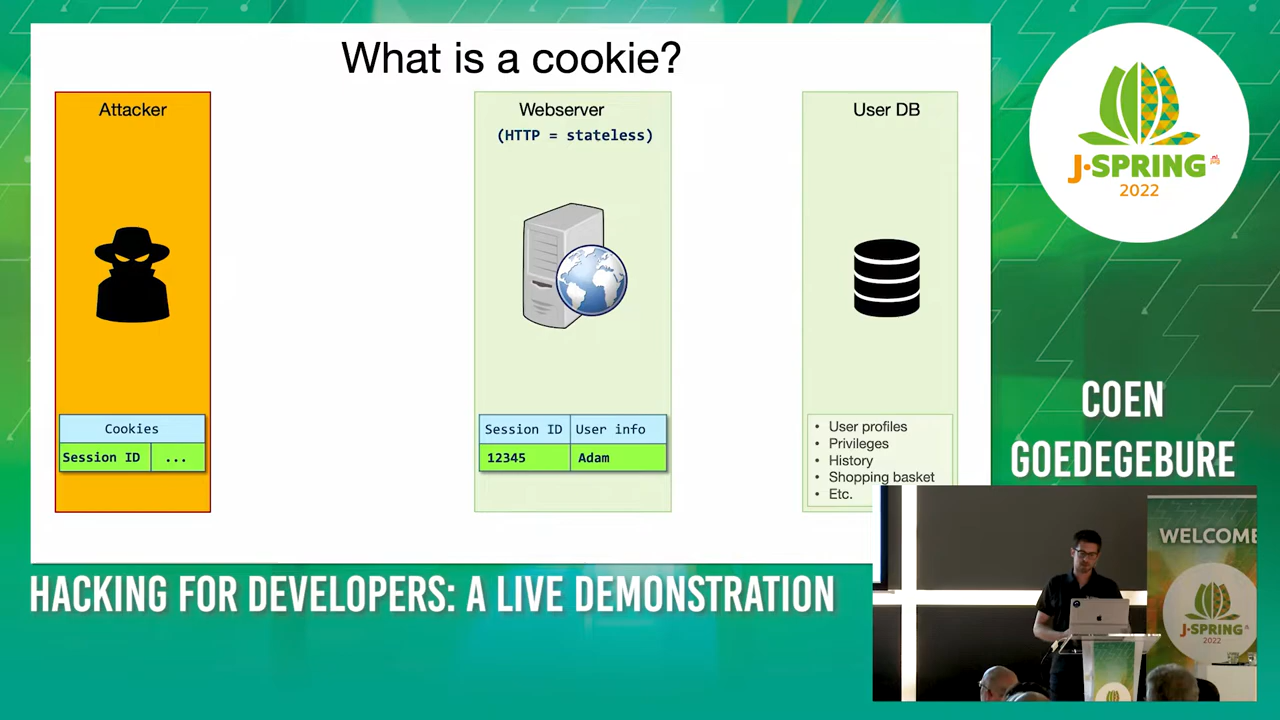 What is a cookie?
Attacker
Cookies
Session ID
...
Webserver
(HTTP = stateless)
Session ID
User info
12345
Adam
User DB
• User profiles
• Privileges
• History
• Shopping basket
• Etc.
J-SPRING
2022
COEN
GOEDEGEBURE
HACKING FOR DEVELOPERS: A LIVE DEMONSTRATION
WELCOME
J-SPRING
2022